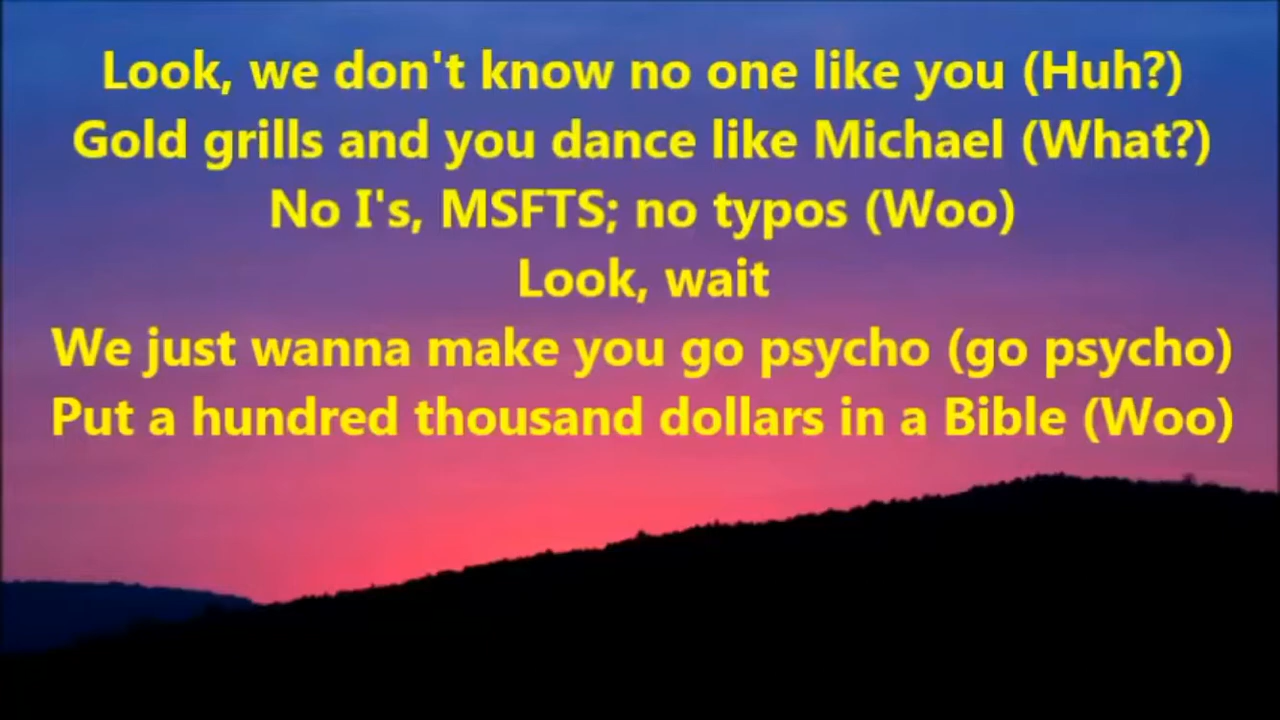 Look, we don't know no one like you (Huh?)
Gold grills and you dance like Michael (What?)
No I's, MSFTS; no typos (Woo)
Look, wait
We just wanna make you go psycho (go psycho)
Put a hundred thousand dollars in a Bible (Woo)